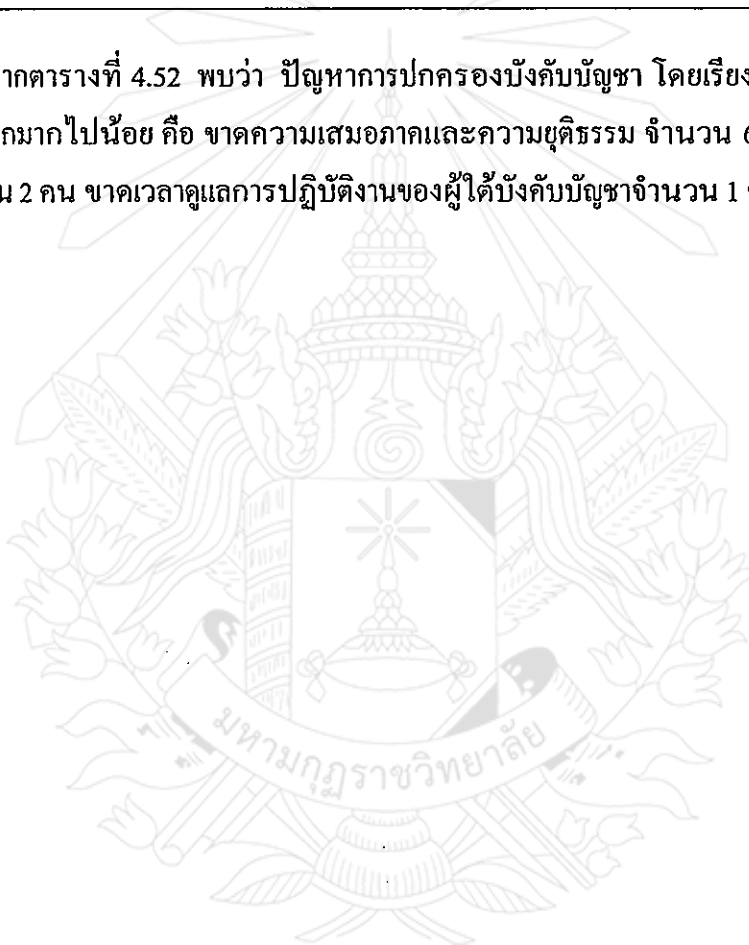 ากตารางที่ 4.52 พบว่า ปัญหาการปกครองบังคับบัญชา โดยเรียง
กมากไปน้อย คือ ขาดความเสมอภาคและความยุติธรรม จำนวน 6
น 2 คน ขาดเวลาดูแลการปฏิบัติงานของผู้ใต้บังคับบัญชาจำนวน 1
มหามกุฏราชวิทยาลัย